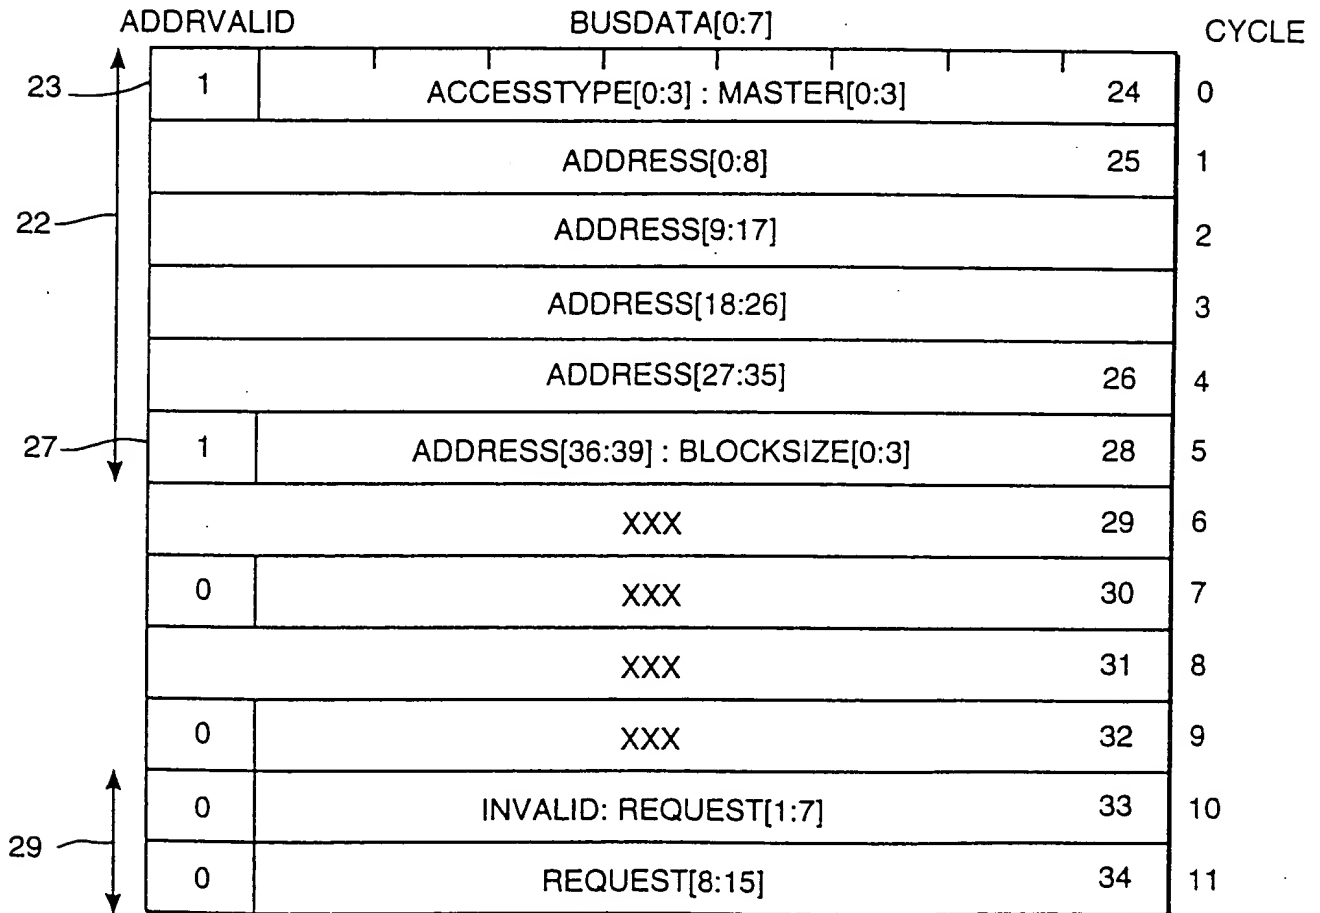 ADDRVALID BUSDATA[0:7] CYCLE
23 1 ACCESSTYPE[0:3] : MASTER[0:3] 24 0
ADDRESS[0:8] 25 1
22 ADDRESS[9:17] 2
ADDRESS[18:26] 3
ADDRESS[27:35] 26 4
27 1 ADDRESS[36:39] : BLOCKSIZE[0:3] 28 5
XXX 29 6
0 XXX 30 7
XXX 31 8
0 XXX 32 9
0 INVALID: REQUEST[1:7] 33 10
29 0 REQUEST[8:15] 34 11